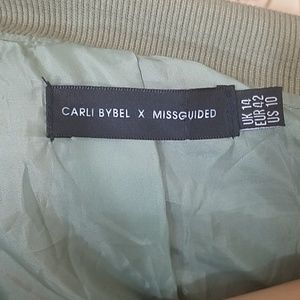 CARLI BYBEL X MISSGUIDED
UK 14
EUR 42
US 10